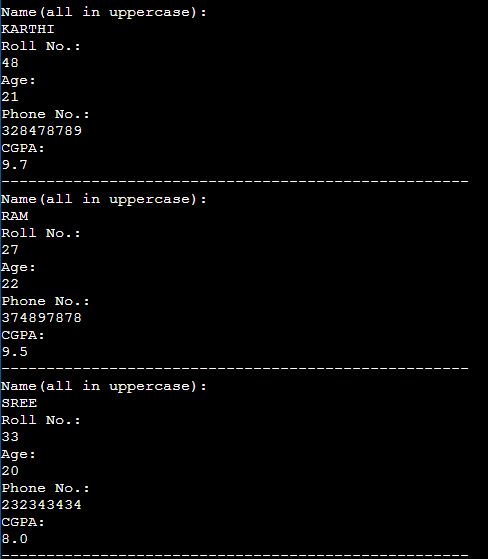 Name(all in uppercase):
KARTHI
Roll No.:
48
Age:
21
Phone No.:
328478789
CGPA:
9.7
----------------------------------------------------
Name(all in uppercase):
RAM
Roll No.:
27
Age:
22
Phone No.:
374897878
CGPA:
9.5
----------------------------------------------------
Name(all in uppercase):
SREE
Roll No.:
33
Age:
20
Phone No.:
232343434
CGPA:
8.0
----------------------------------------------------